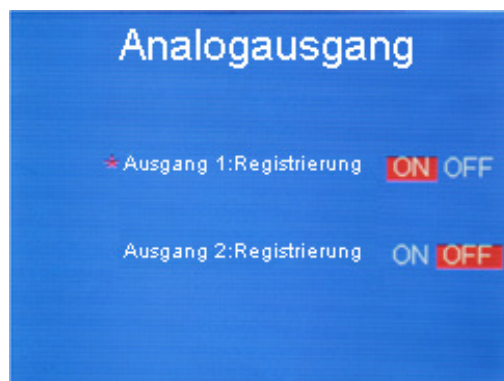 Analogausgang
* Ausgang 1:Registrierung ON OFF
Ausgang 2:Registrierung ON OFF